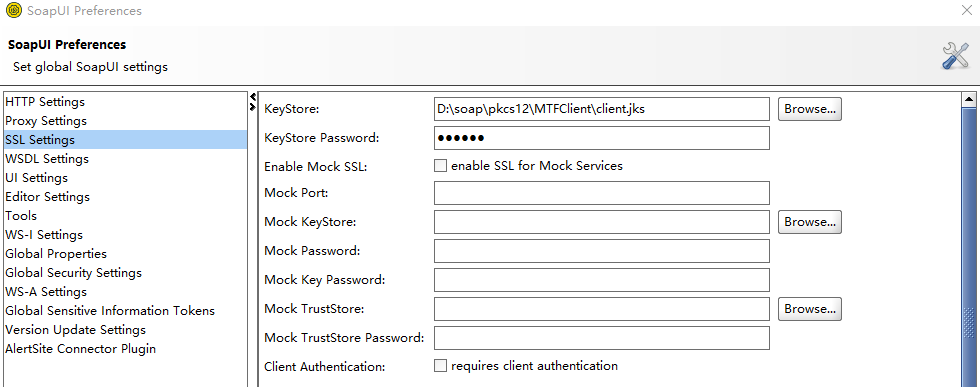 SoapUI Preferences
SoapUI Preferences
Set global SoapUI settings
HTTP Settings
Proxy Settings
SSL Settings
WSDL Settings
UI Settings
Editor Settings
Tools
WS-I Settings
Global Properties
Global Security Settings
WS-A Settings
Global Sensitive Information Tokens
Version Update Settings
AlertSite Connector Plugin
KeyStore: D:\soap\pkcs12\MTFClient\client.jks Browse...
KeyStore Password: ●●●●●●
Enable Mock SSL: enable SSL for Mock Services
Mock Port:
Mock KeyStore: Browse...
Mock Password:
Mock Key Password:
Mock TrustStore: Browse...
Mock TrustStore Password:
Client Authentication: requires client authentication